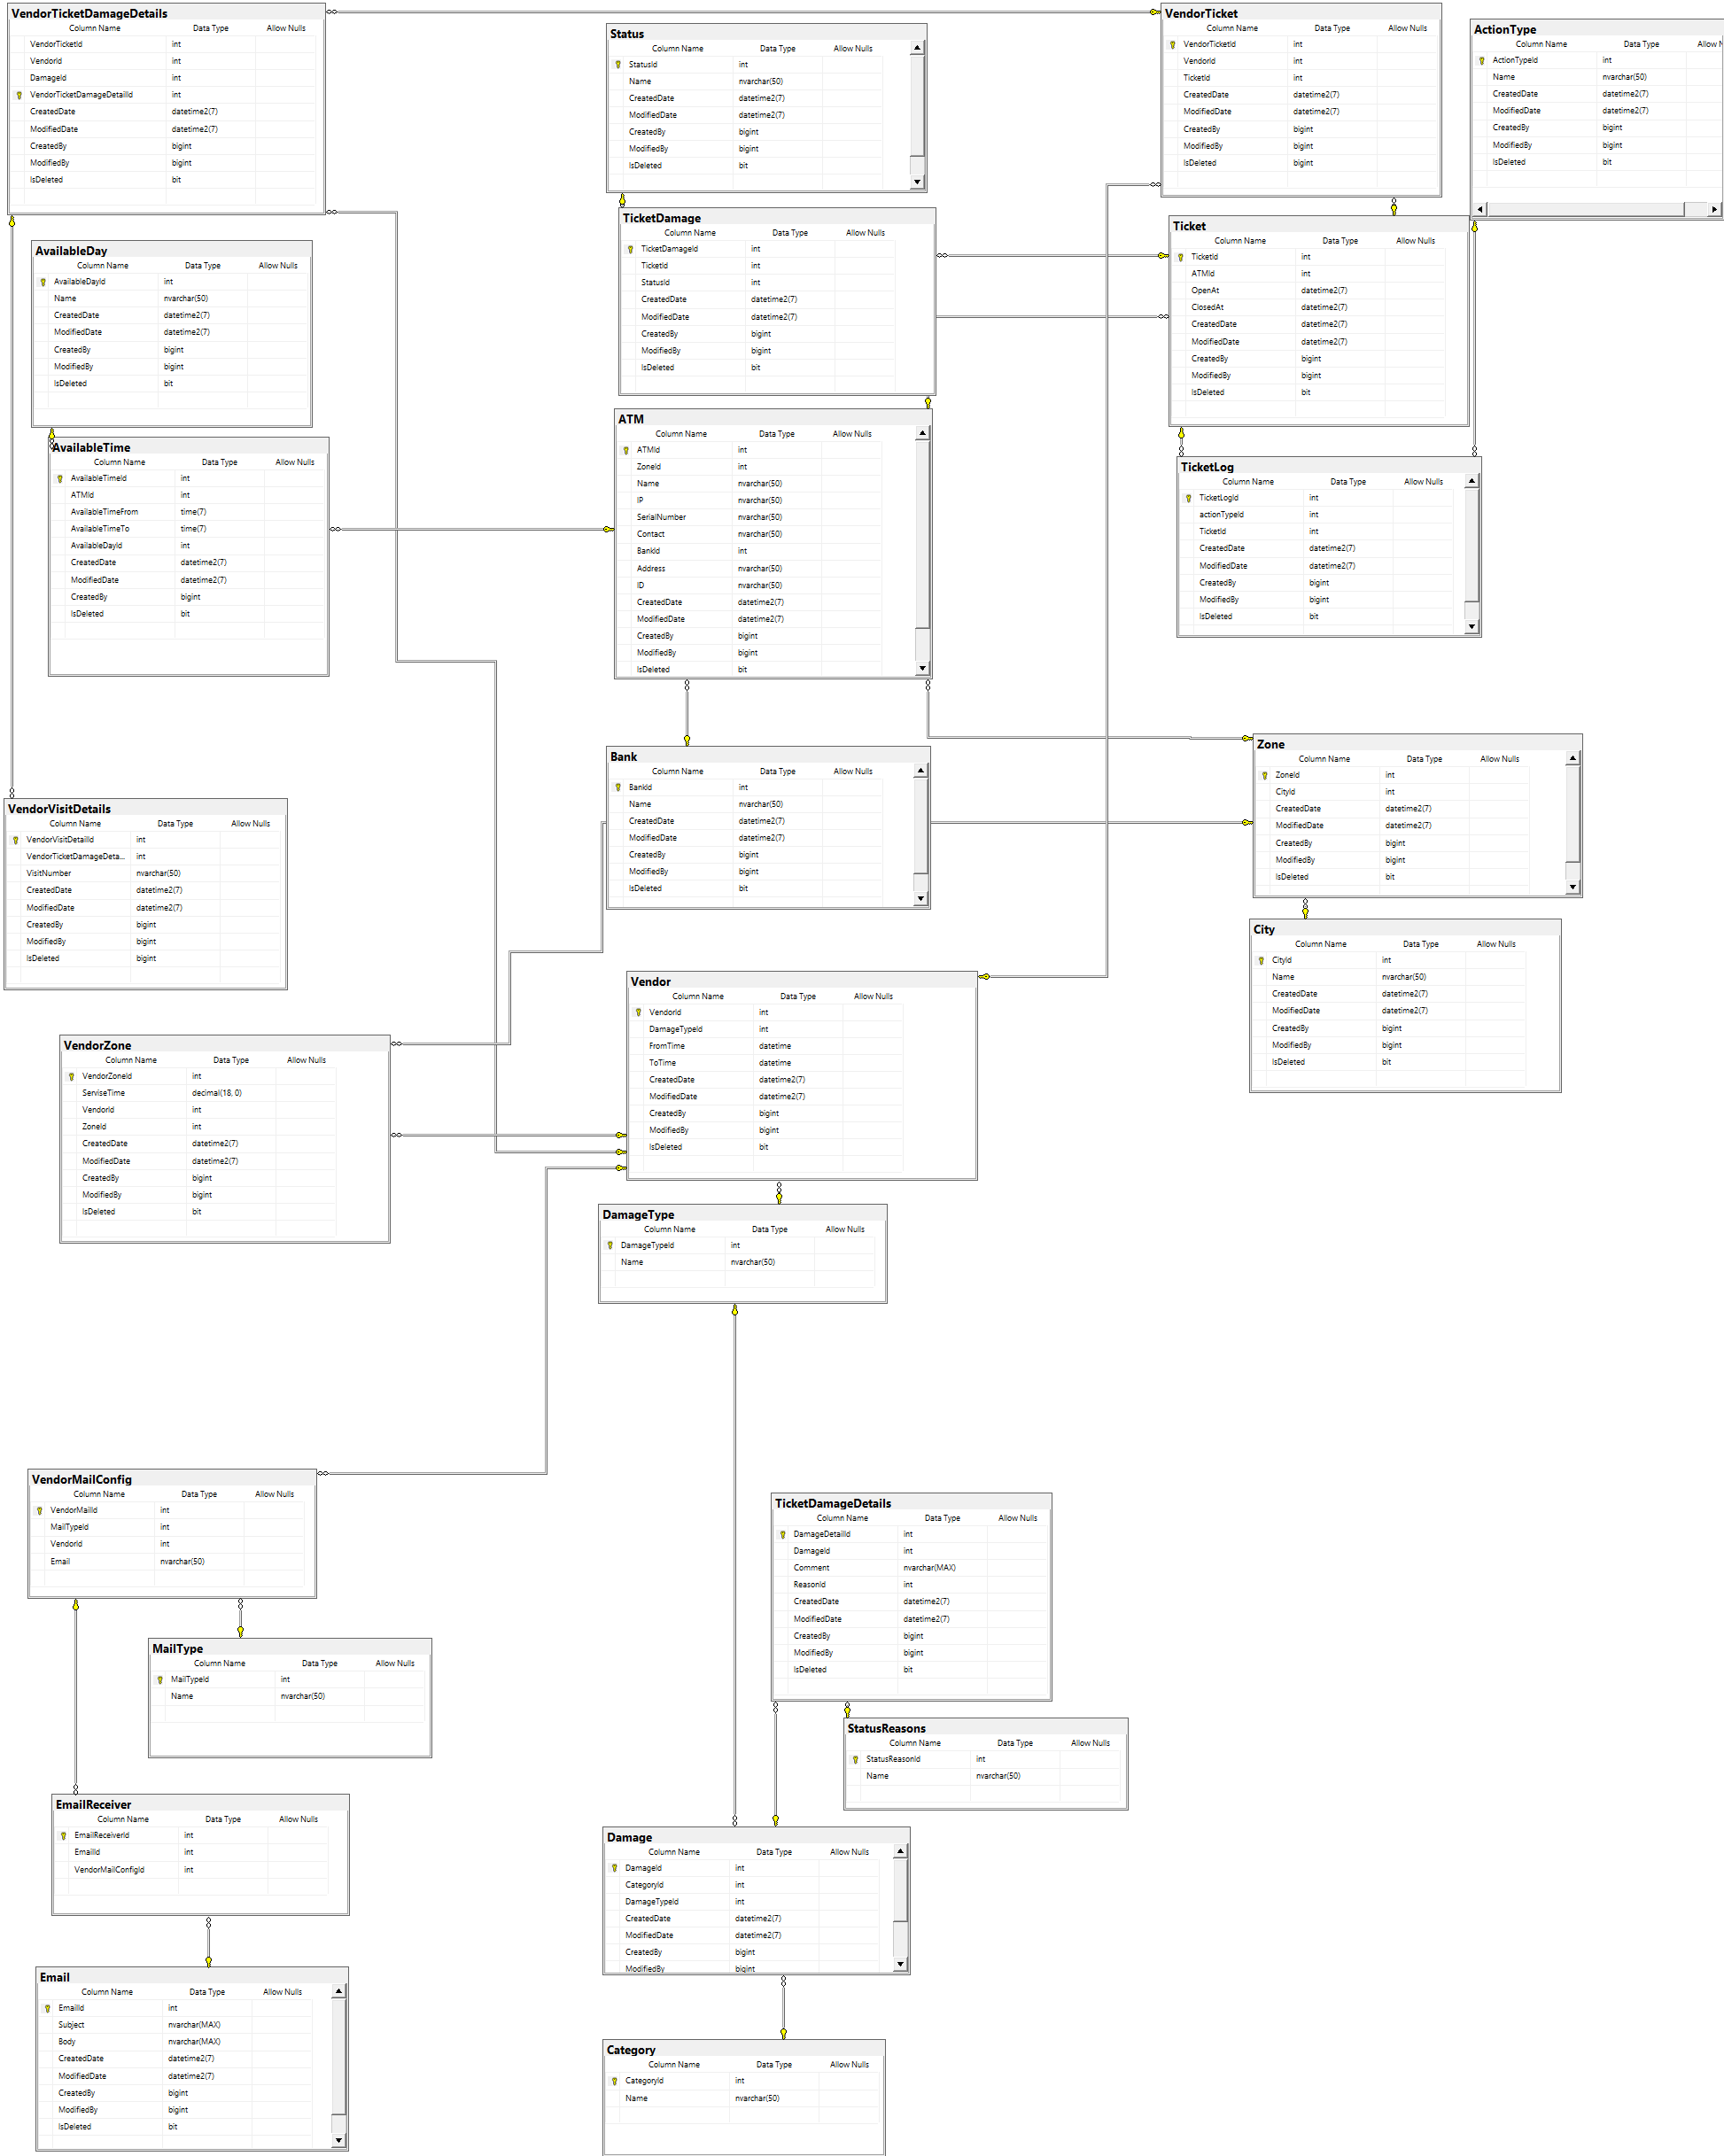 VendorTicketDamageDetails
Column Name Data Type Allow Nulls
VendorTicketId int
VendorId int
DamageId int
VendorTicketDamageDetailId int
CreatedDate datetime2(7)
ModifiedDate datetime2(7)
CreatedBy bigint
ModifiedBy bigint
IsDeleted bit
Status
Column Name Data Type Allow Nulls
StatusId int
Name nvarchar(50)
CreatedDate datetime2(7)
ModifiedDate datetime2(7)
CreatedBy bigint
ModifiedBy bigint
IsDeleted bit
VendorTicket
Column Name Data Type Allow Nulls
VendorTicketId int
VendorId int
TicketId int
CreatedDate datetime2(7)
ModifiedDate datetime2(7)
CreatedBy bigint
ModifiedBy bigint
IsDeleted bigint
ActionType
Column Name Data Type Allow N
ActionTypeId int
Name nvarchar(50)
CreatedDate datetime2(7)
ModifiedDate datetime2(7)
CreatedBy bigint
ModifiedBy bigint
IsDeleted bit
AvailableDay
Column Name Data Type Allow Nulls
AvailableDayId int
Name nvarchar(50)
CreatedDate datetime2(7)
ModifiedDate datetime2(7)
CreatedBy bigint
ModifiedBy bigint
IsDeleted bit
TicketDamage
Column Name Data Type Allow Nulls
TicketDamageId int
TicketId int
StatusId int
CreatedDate datetime2(7)
ModifiedDate datetime2(7)
CreatedBy bigint
ModifiedBy bigint
IsDeleted bit
Ticket
Column Name Data Type Allow Nulls
TicketId int
ATMId int
OpenAt datetime2(7)
ClosedAt datetime2(7)
CreatedDate datetime2(7)
ModifiedDate datetime2(7)
CreatedBy bigint
ModifiedBy bigint
IsDeleted bit
AvailableTime
Column Name Data Type Allow Nulls
AvailableTimeId int
ATMId int
AvailableTimeFrom time(7)
AvailableTimeTo time(7)
AvailableDayId int
CreatedDate datetime2(7)
ModifiedDate datetime2(7)
CreatedBy bigint
IsDeleted bit
ATM
Column Name Data Type Allow Nulls
ATMId int
ZoneId int
Name nvarchar(50)
IP nvarchar(50)
SerialNumber nvarchar(50)
Contact nvarchar(50)
BankId int
Address nvarchar(50)
ID nvarchar(50)
CreatedDate datetime2(7)
ModifiedDate datetime2(7)
CreatedBy bigint
ModifiedBy bigint
IsDeleted bit
TicketLog
Column Name Data Type Allow Nulls
TicketLogId int
actionTypeId int
TicketId int
CreatedDate datetime2(7)
ModifiedDate datetime2(7)
CreatedBy bigint
ModifiedBy bigint
IsDeleted bit
Bank
Column Name Data Type Allow Nulls
BankId int
Name nvarchar(50)
CreatedDate datetime2(7)
ModifiedDate datetime2(7)
CreatedBy bigint
ModifiedBy bigint
IsDeleted bit
Zone
Column Name Data Type Allow Nulls
ZoneId int
CityId int
CreatedDate datetime2(7)
ModifiedDate datetime2(7)
CreatedBy bigint
ModifiedBy bigint
IsDeleted bit
VendorVisitDetails
Column Name Data Type Allow Nulls
VendorVisitDetailId int
VendorTicketDamageDeta... int
VisitNumber nvarchar(50)
CreatedDate datetime2(7)
ModifiedDate datetime2(7)
CreatedBy bigint
ModifiedBy bigint
IsDeleted bigint
City
Column Name Data Type Allow Nulls
CityId int
Name nvarchar(50)
CreatedDate datetime2(7)
ModifiedDate datetime2(7)
CreatedBy bigint
ModifiedBy bigint
IsDeleted bit
Vendor
Column Name Data Type Allow Nulls
VendorId int
DamageTypeId int
FromTime datetime
ToTime datetime
CreatedDate datetime2(7)
ModifiedDate datetime2(7)
CreatedBy bigint
ModifiedBy bigint
IsDeleted bit
VendorZone
Column Name Data Type Allow Nulls
VendorZoneId int
ServiseTime decimal(18, 0)
VendorId int
ZoneId int
CreatedDate datetime2(7)
ModifiedDate datetime2(7)
CreatedBy bigint
ModifiedBy bigint
IsDeleted bit
DamageType
Column Name Data Type Allow Nulls
DamageTypeId int
Name nvarchar(50)
VendorMailConfig
Column Name Data Type Allow Nulls
VendorMailId int
MailTypeId int
VendorId int
Email nvarchar(50)
TicketDamageDetails
Column Name Data Type Allow Nulls
DamageDetailId int
DamageId int
Comment nvarchar(MAX)
ReasonId int
CreatedDate datetime2(7)
ModifiedDate datetime2(7)
CreatedBy bigint
ModifiedBy bigint
IsDeleted bit
MailType
Column Name Data Type Allow Nulls
MailTypeId int
Name nvarchar(50)
StatusReasons
Column Name Data Type Allow Nulls
StatusReasonId int
Name nvarchar(50)
EmailReceiver
Column Name Data Type Allow Nulls
EmailReceiverId int
EmailId int
VendorMailConfigId int
Damage
Column Name Data Type Allow Nulls
DamageId int
CategoryId int
DamageTypeId int
CreatedDate datetime2(7)
ModifiedDate datetime2(7)
CreatedBy bigint
ModifiedBy bigint
Email
Column Name Data Type Allow Nulls
EmailId int
Subject nvarchar(MAX)
Body nvarchar(MAX)
CreatedDate datetime2(7)
ModifiedDate datetime2(7)
CreatedBy bigint
ModifiedBy bigint
IsDeleted bit
Category
Column Name Data Type Allow Nulls
CategoryId int
Name nvarchar(50)